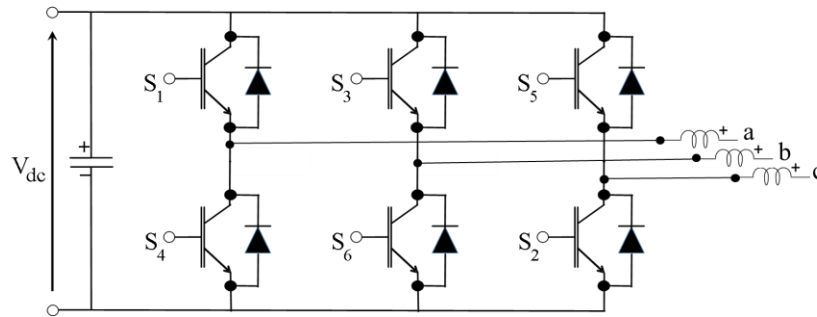 S1
S3
S5
+ a
+ b
+ c
+
Vdc
-
S4
S6
S2